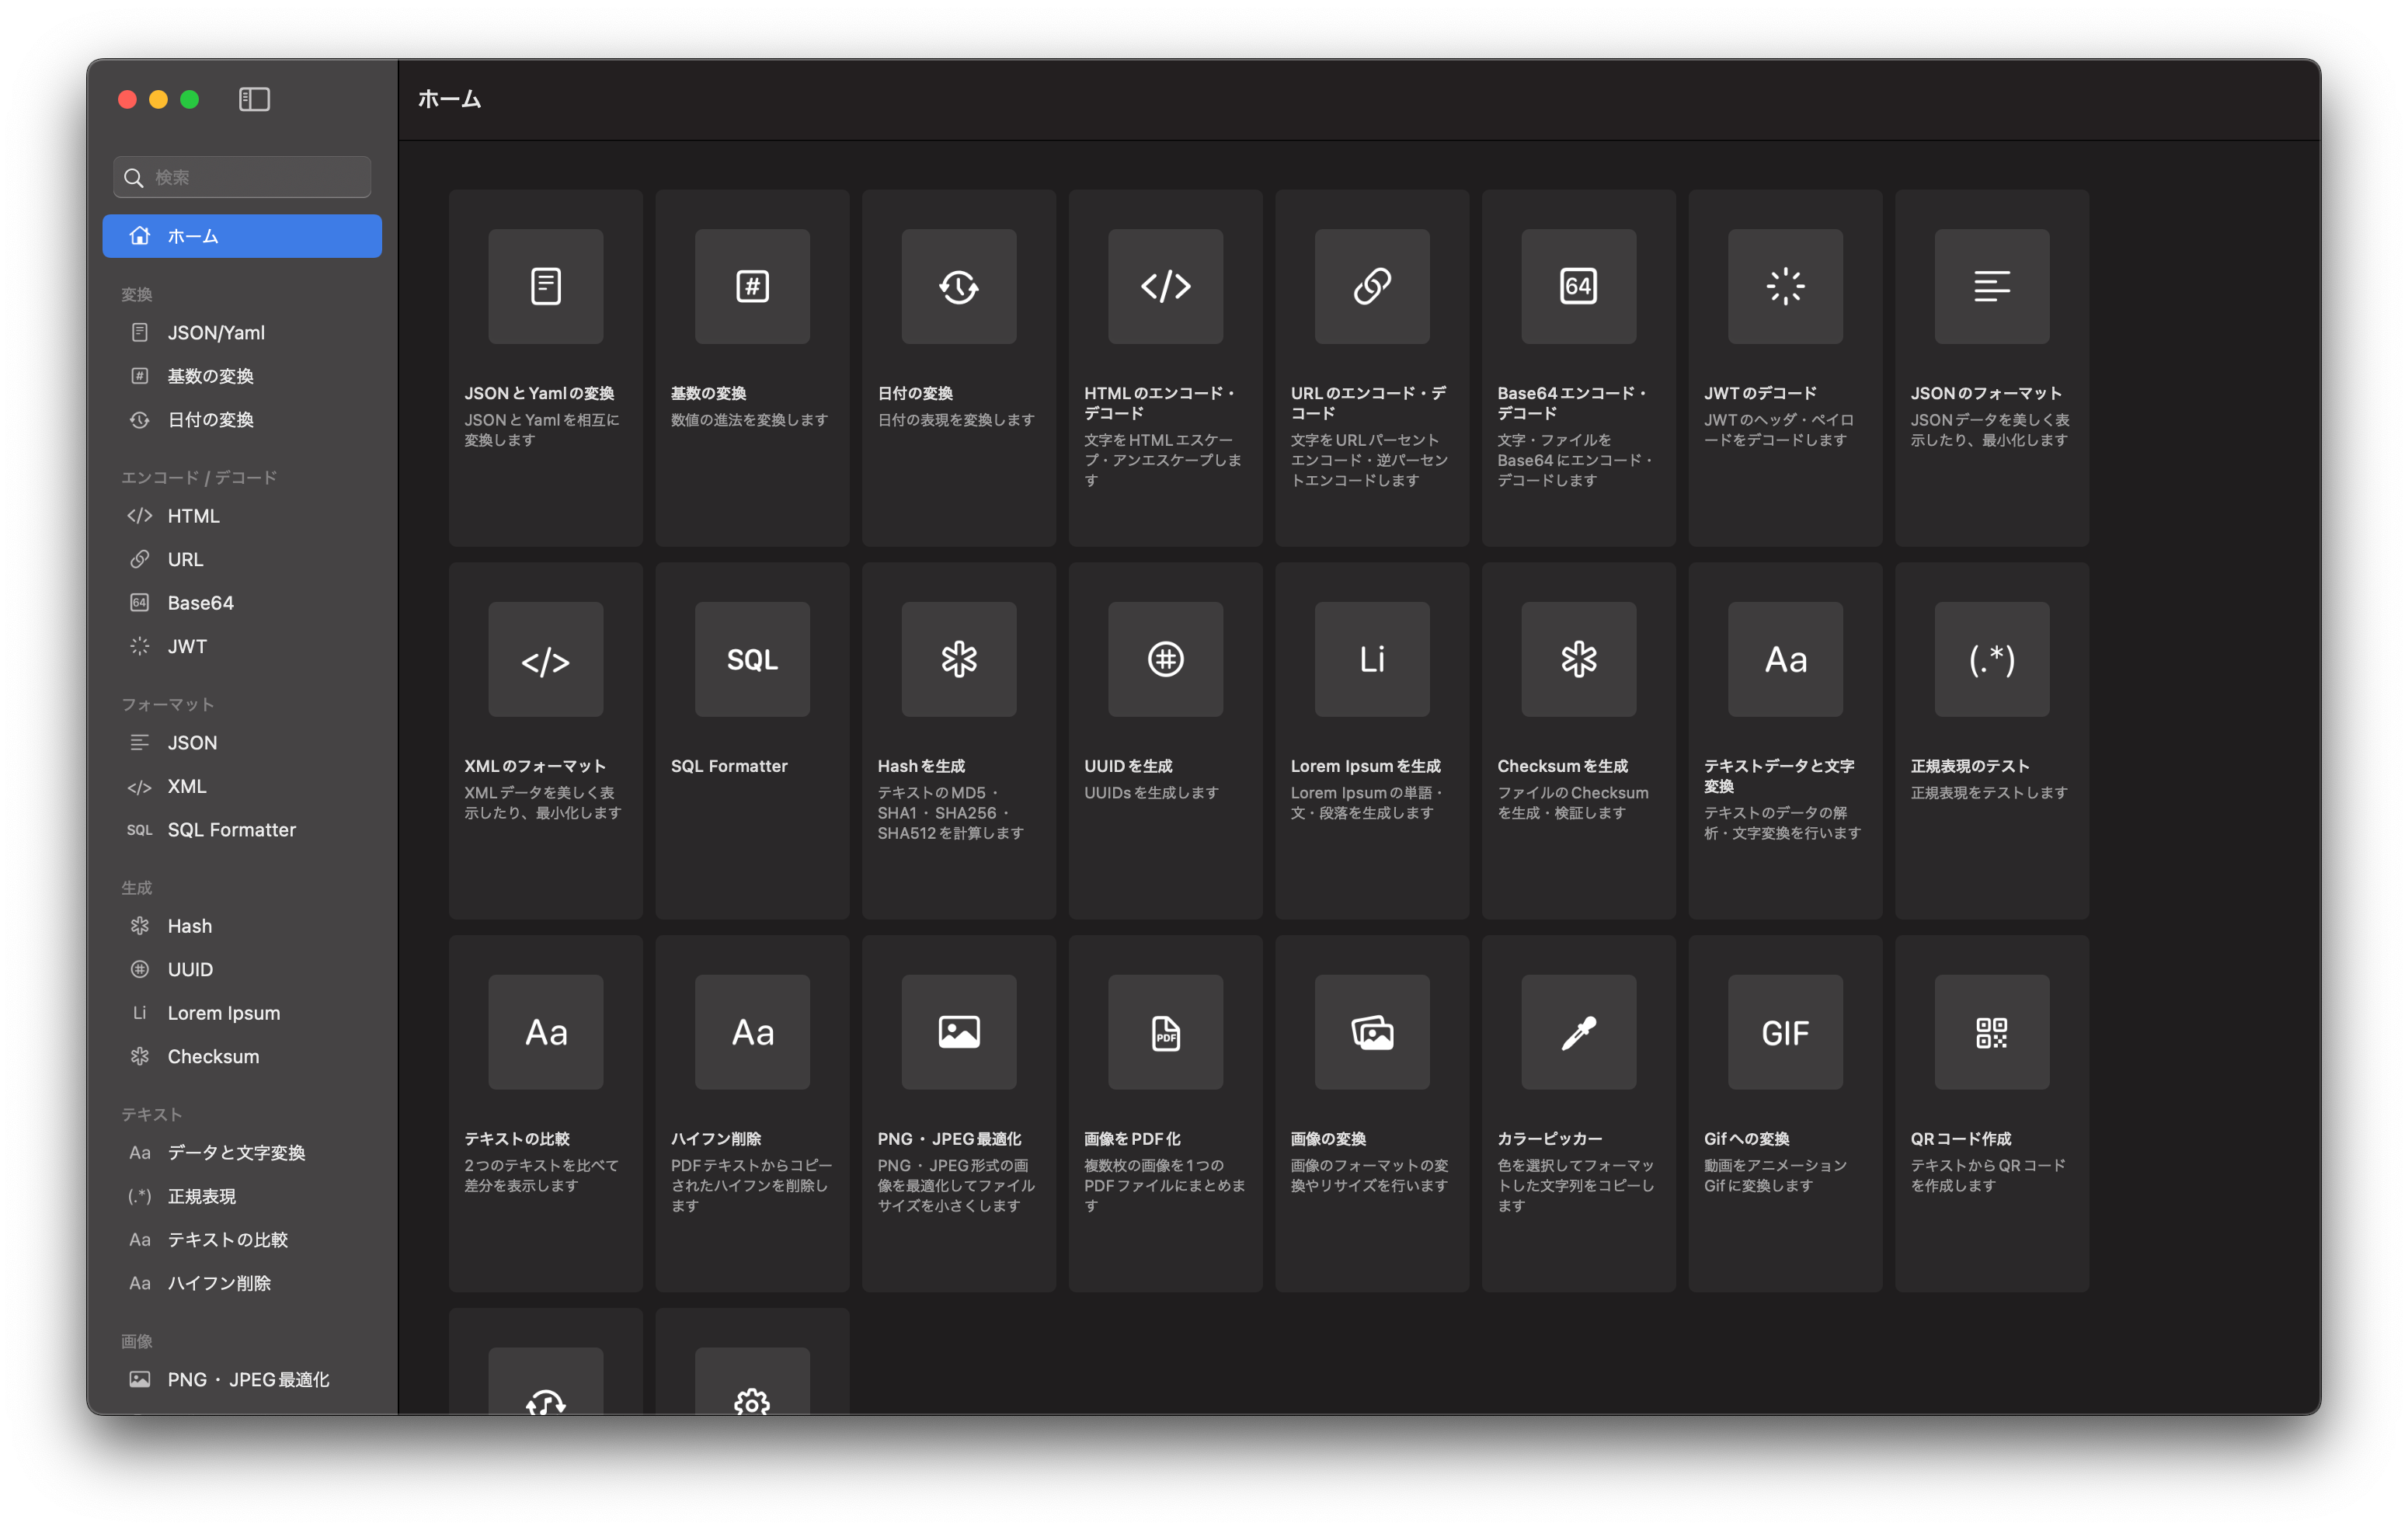 ホーム
検索
ホーム
変換
JSON/Yaml
基数の変換
日付の変換
エンコード / デコード
HTML
URL
64
Base64
JWT
フォーマット
JSON
XML
SQL
SQL Formatter
生成
Hash
UUID
Li
Lorem Ipsum
Checksum
テキスト
Aa
データと文字変換
(.*)
正規表現
Aa
テキストの比較
Aa
ハイフン削除
画像
PNG・JPEG最適化
JSONとYamlの変換
JSONとYamlを相互に
変換します
#
基数の変換
数値の進法を変換します
日付の変換
日付の表現を変換します
</>
HTMLのエンコード・
デコード
文字をHTMLエスケー
プ・アンエスケープしま
す
URLのエンコード・デ
コード
文字をURLパーセント
エンコード・逆パーセン
トエンコードします
64
Base64エンコード・
デコード
文字・ファイルを
Base64にエンコード・
デコードします
JWTのデコード
JWTのヘッダ・ペイロ
ードをデコードします
JSONのフォーマット
JSONデータを美しく表
示したり、最小化します
</>
XMLのフォーマット
XMLデータを美しく表
示したり、最小化します
SQL
SQL Formatter
Hashを生成
テキストのMD5・
SHA1・SHA256・
SHA512を計算します
#
UUIDを生成
UUIDsを生成します
Li
Lorem Ipsumを生成
Lorem Ipsumの単語・
文・段落を生成します
Checksumを生成
ファイルのChecksum
を生成・検証します
Aa
テキストデータと文字
変換
テキストのデータの解
析・文字変換を行います
(.*)
正規表現のテスト
正規表現をテストします
Aa
テキストの比較
2つのテキストを比べて
差分を表示します
Aa
ハイフン削除
PDFテキストからコピー
されたハイフンを削除し
ます
PNG・JPEG最適化
PNG・JPEG形式の画
像を最適化してファイル
サイズを小さくします
PDF
画像をPDF化
複数枚の画像を1つの
PDFファイルにまとめま
す
画像の変換
画像のフォーマットの変
換やリサイズを行います
カラーピッカー
色を選択してフォーマッ
トした文字列をコピーし
ます
GIF
Gifへの変換
動画をアニメーション
Gifに変換します
QRコード作成
テキストからQRコード
を作成します